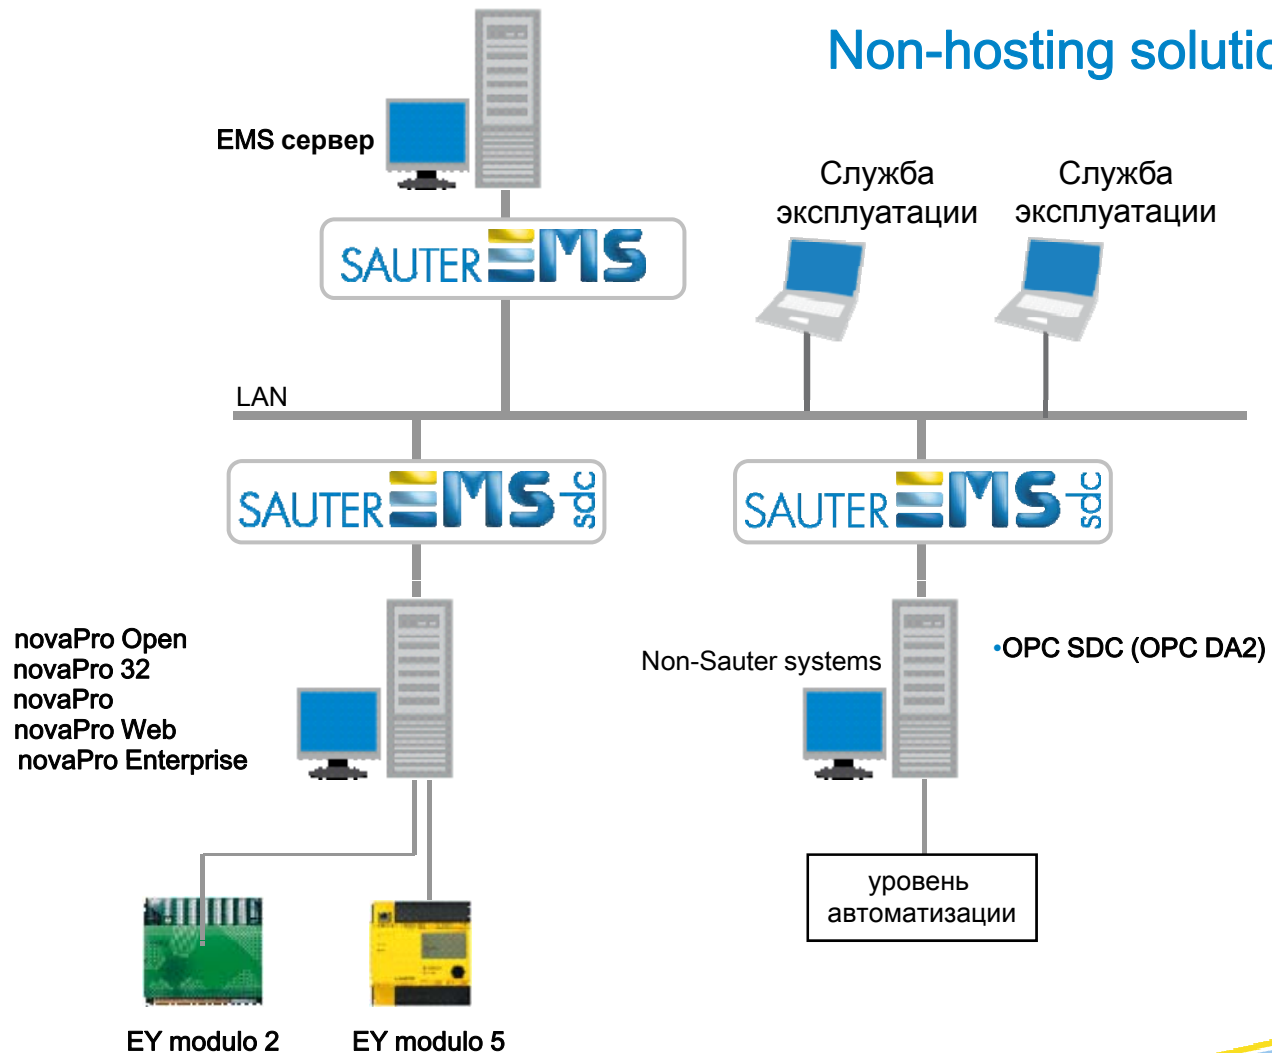 Non-hosting solutio
EMS сервер
Служба
эксплуатации
Служба
эксплуатации
SAUTER EMS
LAN
SAUTER EMS sdc
SAUTER EMS sdc
novaPro Open
novaPro 32
novaPro
novaPro Web
novaPro Enterprise
Non-Sauter systems
•OPC SDC (OPC DA2)
уровень
автоматизации
EY modulo 2
EY modulo 5